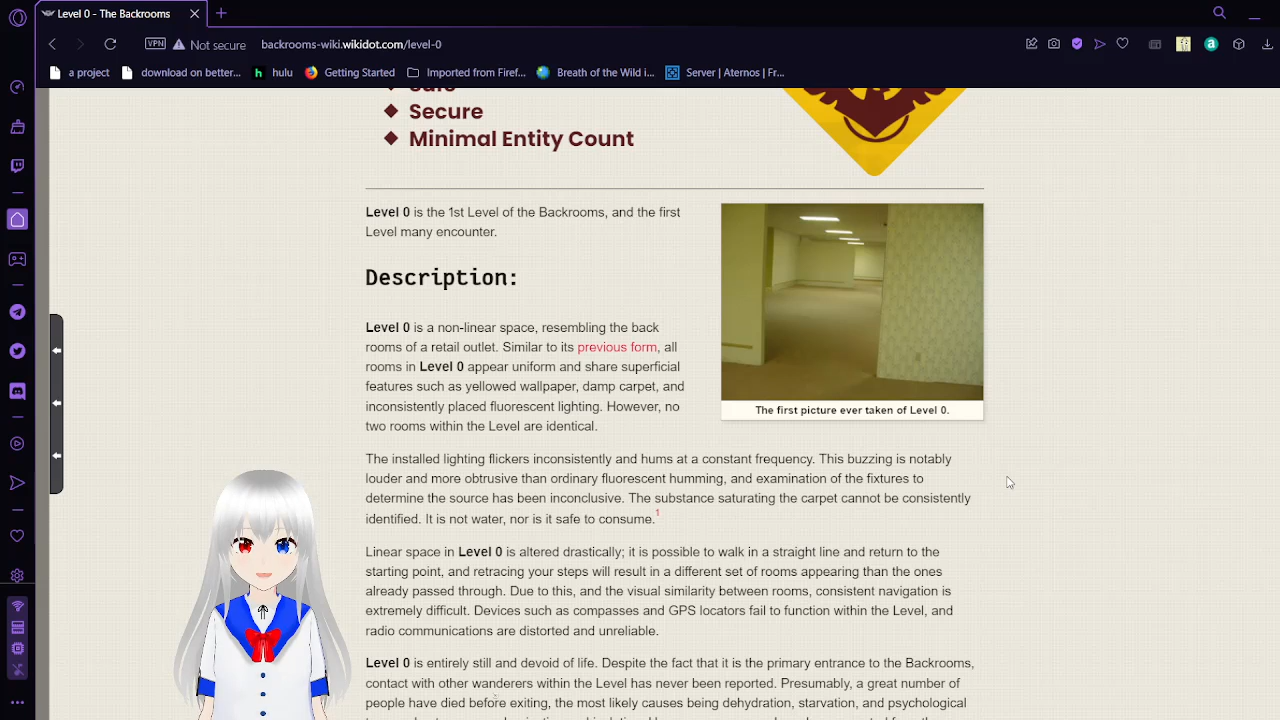 Level 0 - The Backrooms
VPN
Not secure
backrooms-wiki.wikidot.com/level-0
a project
download on better...
hulu
Getting Started
Imported from Firef...
Breath of the Wild i...
Server | Aternos | Fr...
Safe
Secure
Minimal Entity Count
Level 0 is the 1st Level of the Backrooms, and the first
Level many encounter.
Description:
Level 0 is a non-linear space, resembling the back
rooms of a retail outlet. Similar to its previous form, all
rooms in Level 0 appear uniform and share superficial
features such as yellowed wallpaper, damp carpet, and
inconsistently placed fluorescent lighting. However, no
two rooms within the Level are identical.
The first picture ever taken of Level 0.
The installed lighting flickers inconsistently and hums at a constant frequency. This buzzing is notably
louder and more obtrusive than ordinary fluorescent humming, and examination of the fixtures to
determine the source has been inconclusive. The substance saturating the carpet cannot be consistently
identified. It is not water, nor is it safe to consume.1
Linear space in Level 0 is altered drastically; it is possible to walk in a straight line and return to the
starting point, and retracing your steps will result in a different set of rooms appearing than the ones
already passed through. Due to this, and the visual similarity between rooms, consistent navigation is
extremely difficult. Devices such as compasses and GPS locators fail to function within the Level, and
radio communications are distorted and unreliable.
Level 0 is entirely still and devoid of life. Despite the fact that it is the primary entrance to the Backrooms,
contact with other wanderers within the Level has never been reported. Presumably, a great number of
people have died before exiting, the most likely causes being dehydration, starvation, and psychological